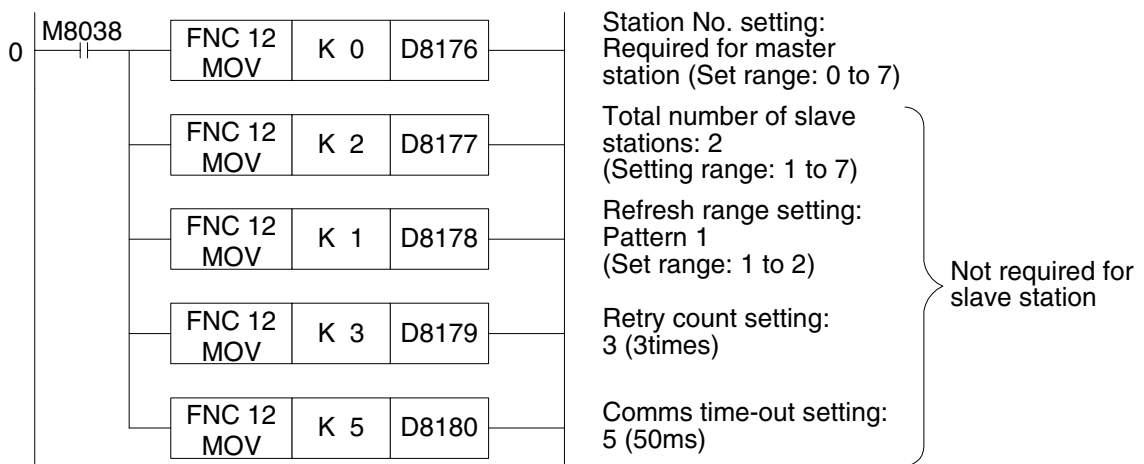 M8038
0
FNC 12
MOV
K 0
D8176
Station No. setting:
Required for master
station (Set range: 0 to 7)
FNC 12
MOV
K 2
D8177
Total number of slave
stations: 2
(Setting range: 1 to 7)
FNC 12
MOV
K 1
D8178
Refresh range setting:
Pattern 1
(Set range: 1 to 2)
Not required for
slave station
FNC 12
MOV
K 3
D8179
Retry count setting:
3 (3times)
FNC 12
MOV
K 5
D8180
Comms time-out setting:
5 (50ms)